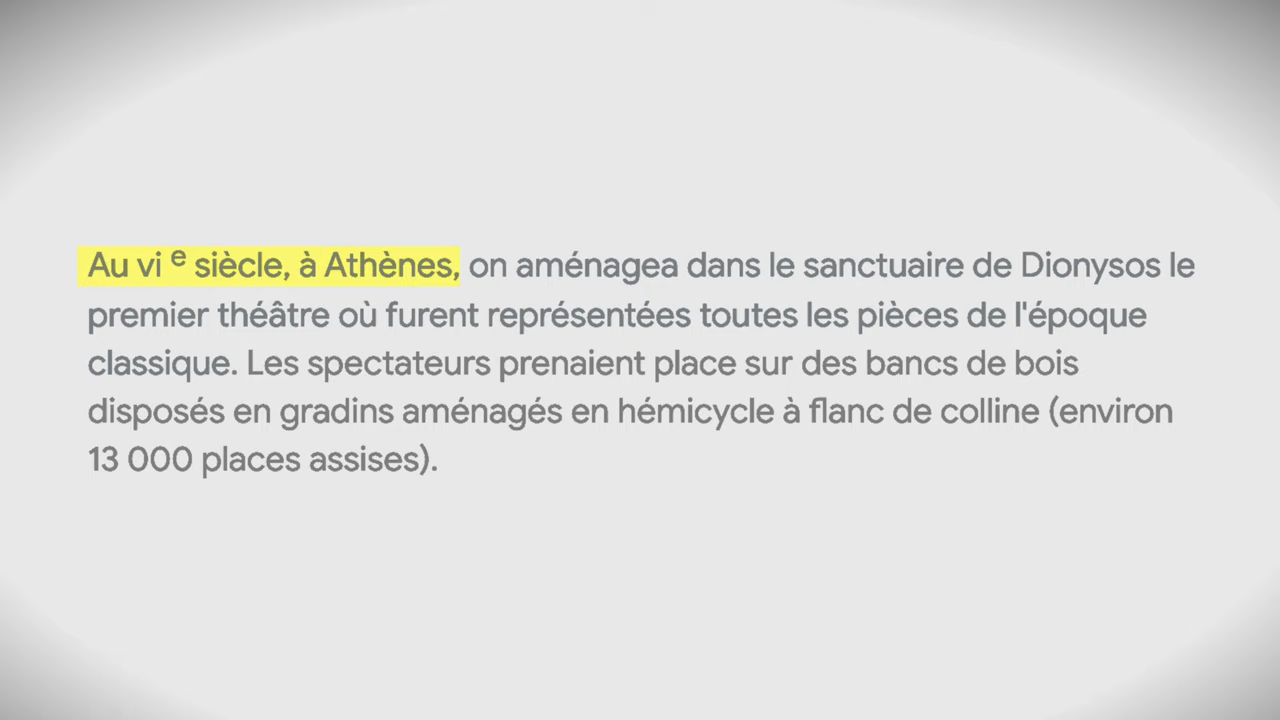 Au vi e siècle, à Athènes, on aménagea dans le sanctuaire de Dionysos le
premier théâtre où furent représentées toutes les pièces de l'époque
classique. Les spectateurs prenaient place sur des bancs de bois
disposés en gradins aménagés en hémicycle à flanc de colline (environ
13 000 places assises).